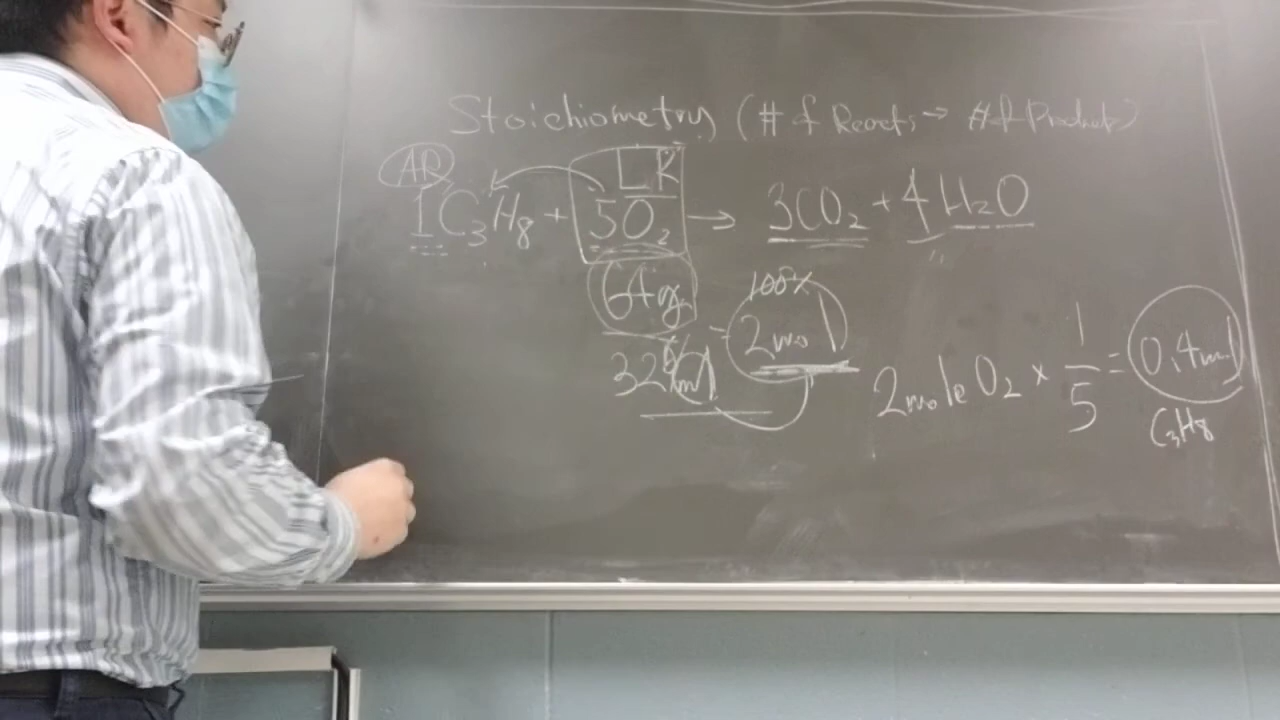 Stoichiometry (# of Reacts → # of Products)
AR LR
1C₃H₈ + 5O₂ → 3CO₂ + 4H₂O
64g 100%
32g/mol = 2mol
2mole O₂ × 1/5 = 0.4mol
C₃H₈